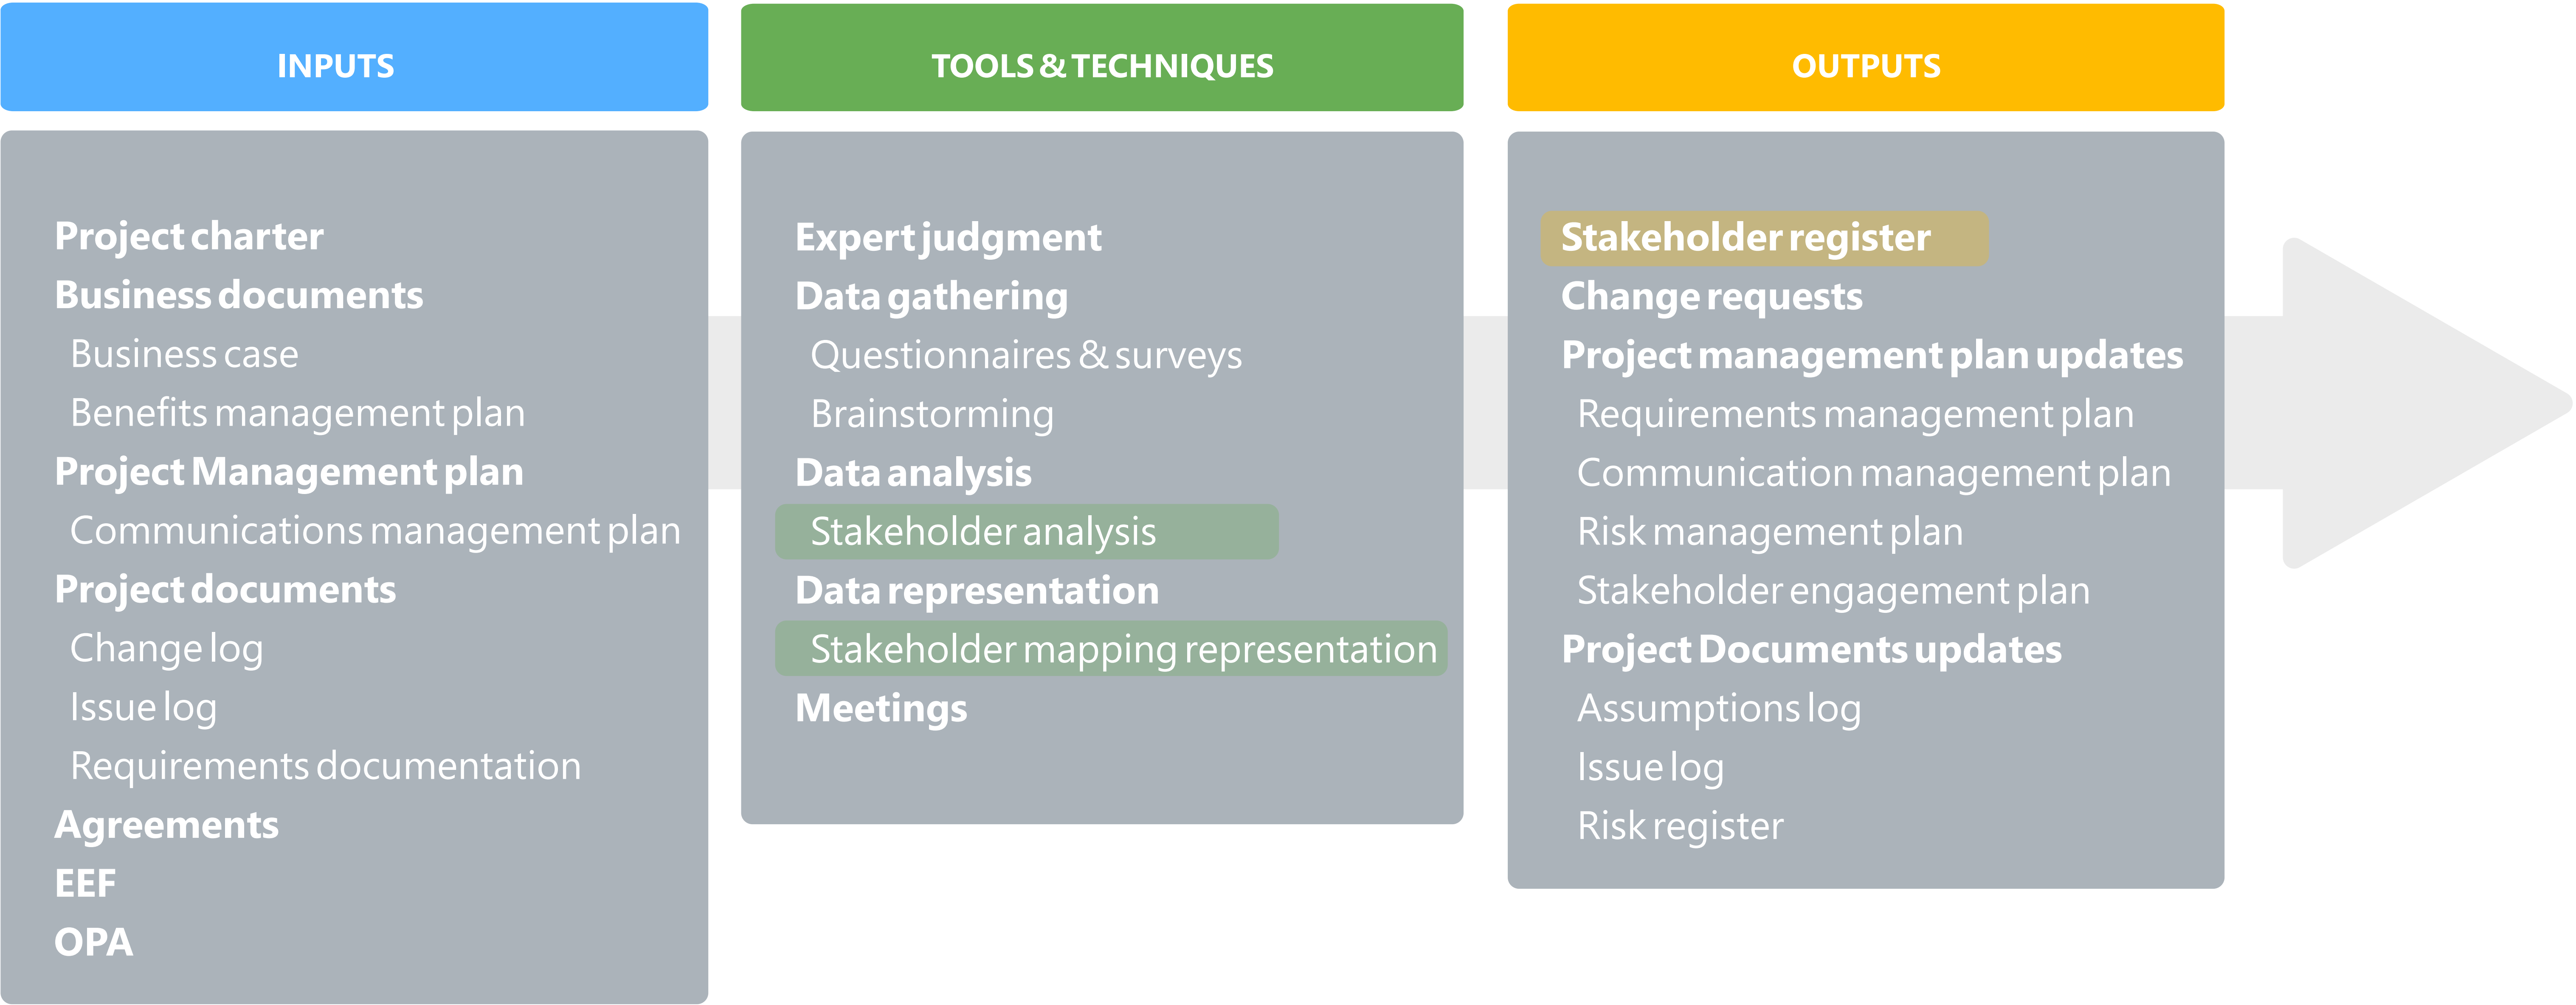 INPUTS
Project charter
Business documents
Business case
Benefits management plan
Project Management plan
Communications management plan
Project documents
Change log
Issue log
Requirements documentation
Agreements
EEF
OPA
TOOLS & TECHNIQUES
Expert judgment
Data gathering
Questionnaires & surveys
Brainstorming
Data analysis
Stakeholder analysis
Data representation
Stakeholder mapping representation
Meetings
OUTPUTS
Stakeholder register
Change requests
Project management plan updates
Requirements management plan
Communication management plan
Risk management plan
Stakeholder engagement plan
Project Documents updates
Assumptions log
Issue log
Risk register